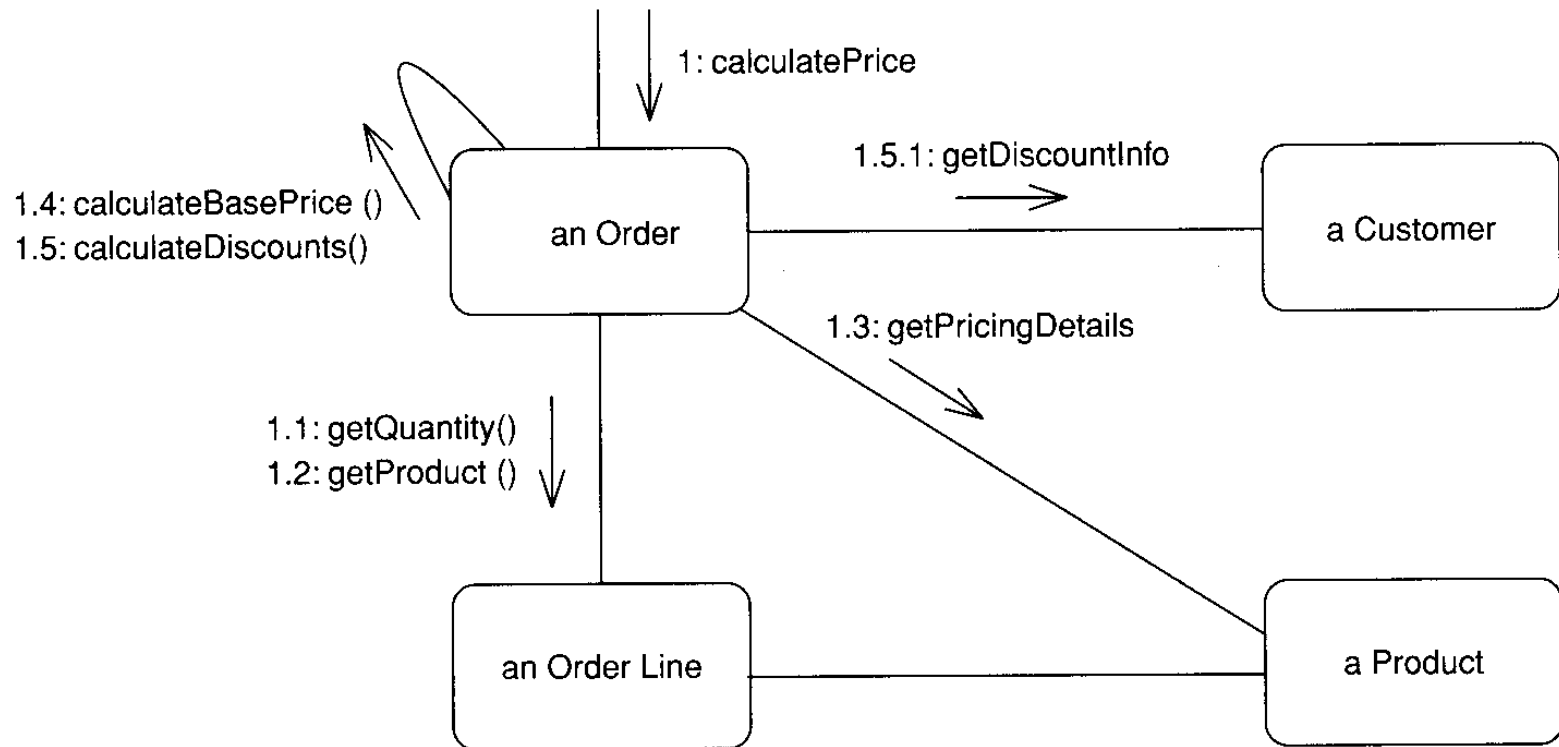 1: calculatePrice
1.5.1: getDiscountInfo
1.4: calculateBasePrice ()
1.5: calculateDiscounts()
an Order
a Customer
1.3: getPricingDetails
1.1: getQuantity()
1.2: getProduct ()
an Order Line
a Product